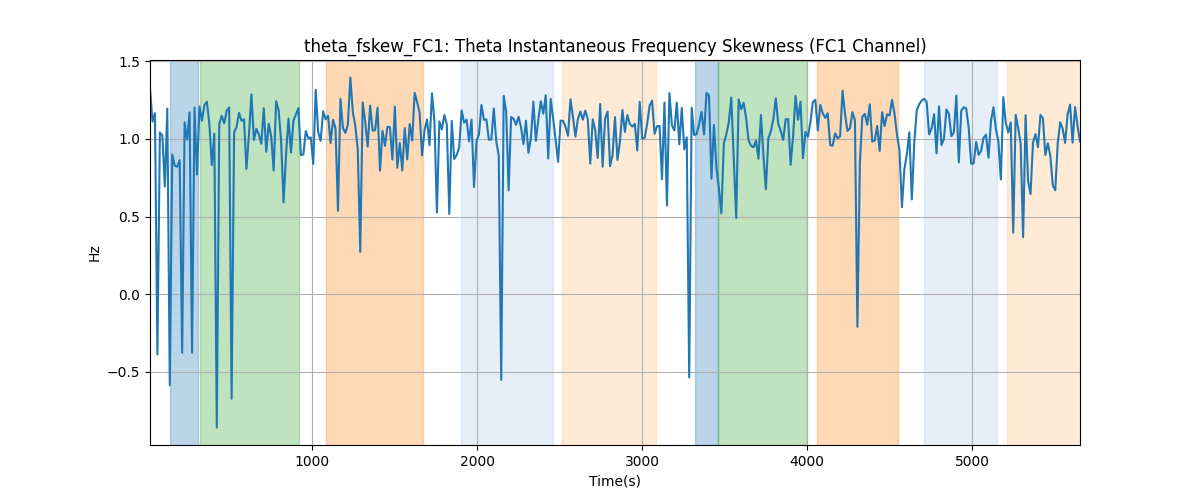 theta_fskew_FC1: Theta Instantaneous Frequency Skewness (FC1 Channel)
1.5
1.0
0.5
0.0
−0.5
Hz
1000 2000 3000 4000 5000
Time(s)